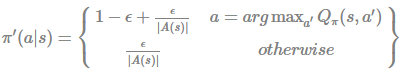 π′(a|s) = { 1 − ϵ + ϵ/|A(s)|   a = argmax_{a′} Q_π(s, a′)
ϵ/|A(s)|   otherwise }